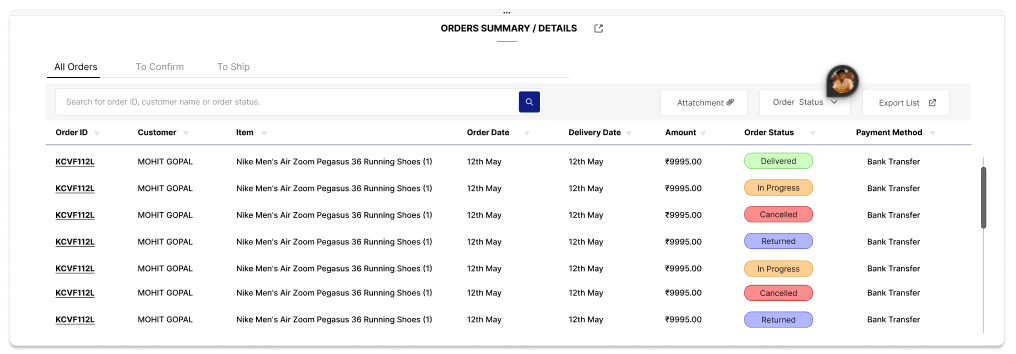 ...
ORDERS SUMMARY / DETAILS
All Orders To Confirm To Ship
Search for order ID, customer name or order status. Attatchment Order Status Export List
Order ID Customer Item Order Date Delivery Date Amount Order Status Payment Method
KCVF112L MOHIT GOPAL Nike Men's Air Zoom Pegasus 36 Running Shoes (1) 12th May 12th May ₹9995.00 Delivered Bank Transfer
KCVF112L MOHIT GOPAL Nike Men's Air Zoom Pegasus 36 Running Shoes (1) 12th May 12th May ₹9995.00 In Progress Bank Transfer
KCVF112L MOHIT GOPAL Nike Men's Air Zoom Pegasus 36 Running Shoes (1) 12th May 12th May ₹9995.00 Cancelled Bank Transfer
KCVF112L MOHIT GOPAL Nike Men's Air Zoom Pegasus 36 Running Shoes (1) 12th May 12th May ₹9995.00 Returned Bank Transfer
KCVF112L MOHIT GOPAL Nike Men's Air Zoom Pegasus 36 Running Shoes (1) 12th May 12th May ₹9995.00 In Progress Bank Transfer
KCVF112L MOHIT GOPAL Nike Men's Air Zoom Pegasus 36 Running Shoes (1) 12th May 12th May ₹9995.00 Cancelled Bank Transfer
KCVF112L MOHIT GOPAL Nike Men's Air Zoom Pegasus 36 Running Shoes (1) 12th May 12th May ₹9995.00 Returned Bank Transfer